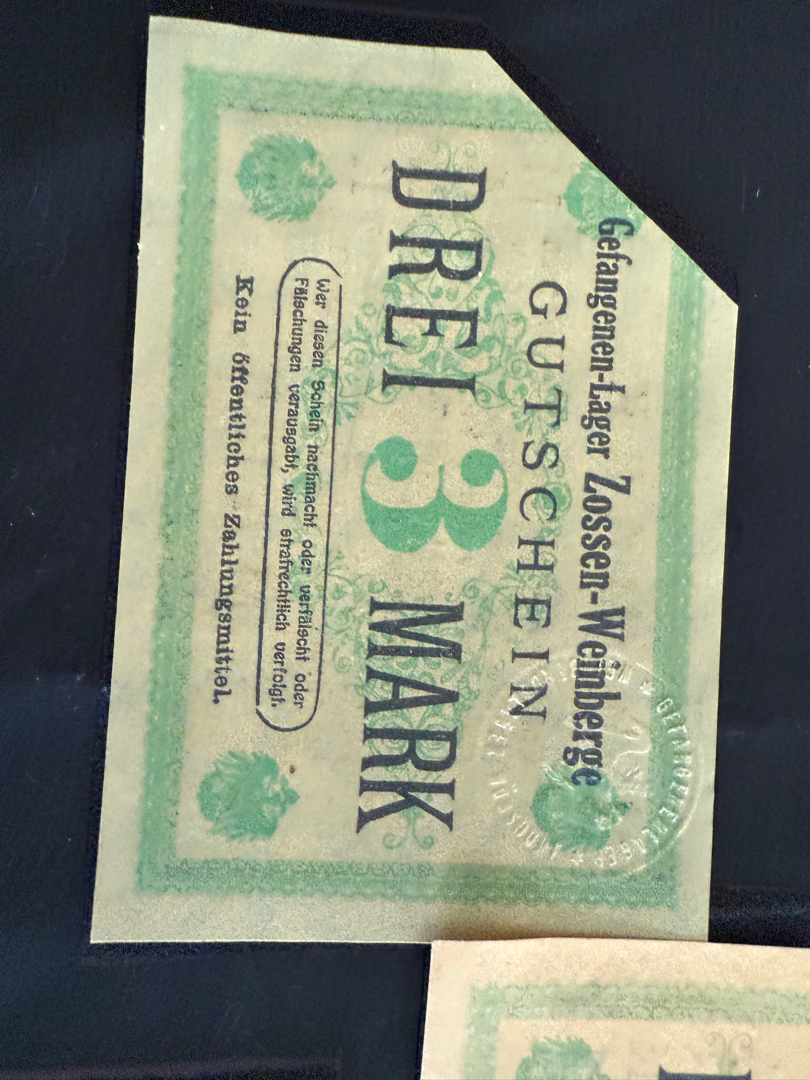 Gefangenen-Lager Zossen-Weinberge
GUTSCHEIN
DREI 3 MARK
Wer diesen Schein nachmacht oder verfälscht oder
Fälschungen verausgabt, wird strafrechtlich verfolgt.
Kein öffentliches Zahlungsmittel.
GEFANGENENLAGER